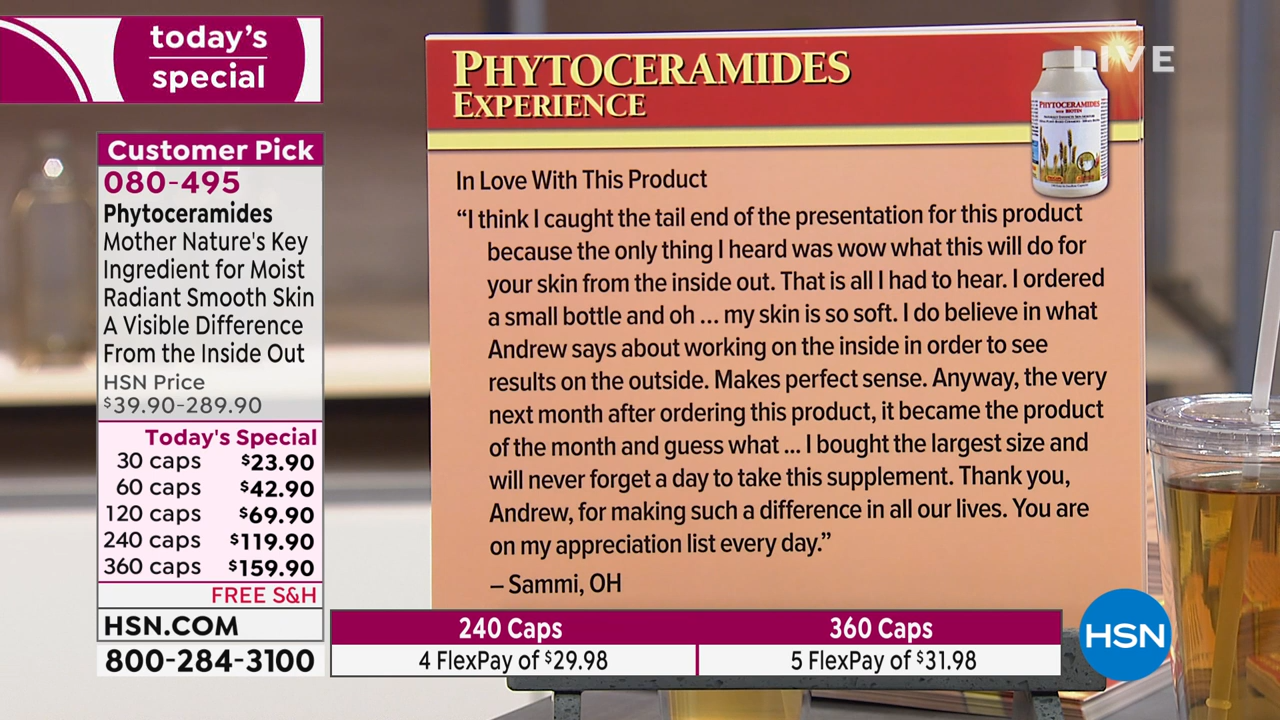 today's
special
Customer Pick
080-495
Phytoceramides
Mother Nature's Key
Ingredient for Moist
Radiant Smooth Skin
A Visible Difference
From the Inside Out
HSN Price
$39.90-289.90
Today's Special
30 caps $23.90
60 caps $42.90
120 caps $69.90
240 caps $119.90
360 caps $159.90
FREE S&H
HSN.COM
800-284-3100
LIVE
PHYTOCERAMIDES
EXPERIENCE
PHYTOCERAMIDES
WITH BIOTIN
In Love With This Product
“I think I caught the tail end of the presentation for this product
because the only thing I heard was wow what this will do for
your skin from the inside out. That is all I had to hear. I ordered
a small bottle and oh ... my skin is so soft. I do believe in what
Andrew says about working on the inside in order to see
results on the outside. Makes perfect sense. Anyway, the very
next month after ordering this product, it became the product
of the month and guess what ... I bought the largest size and
will never forget a day to take this supplement. Thank you,
Andrew, for making such a difference in all our lives. You are
on my appreciation list every day.”
– Sammi, OH
240 Caps
4 FlexPay of $29.98
360 Caps
5 FlexPay of $31.98
HSN